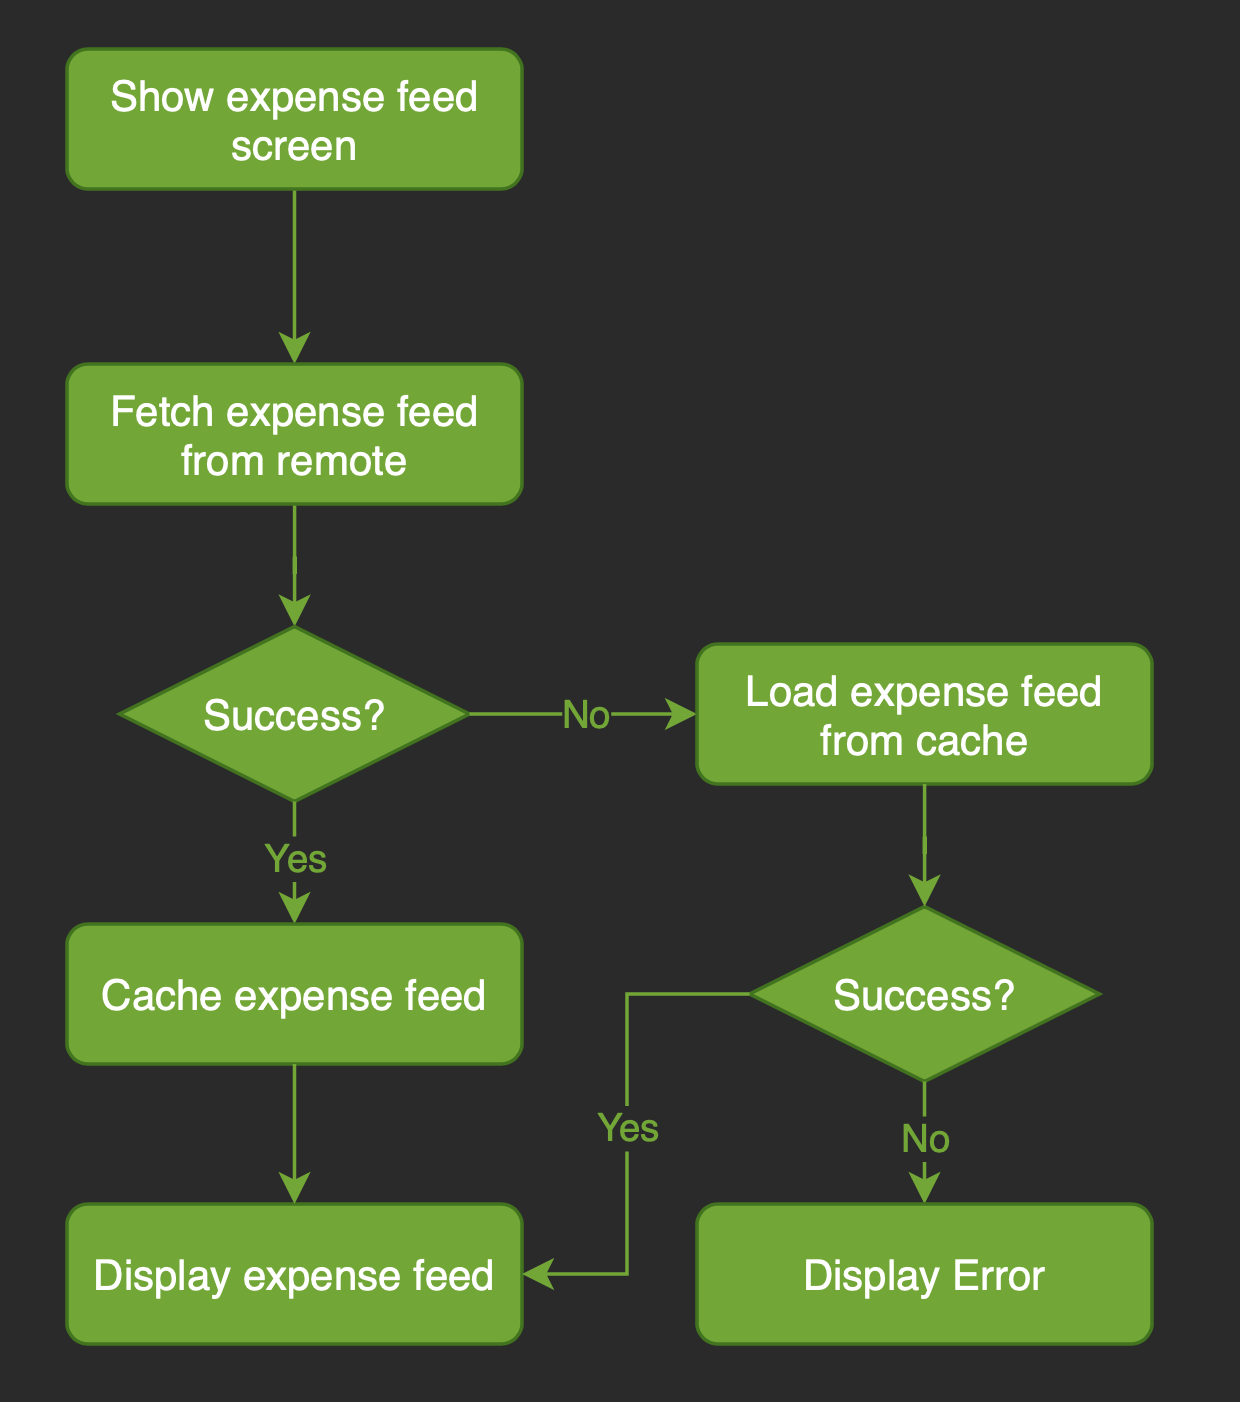 Show expense feed
screen
Fetch expense feed
from remote
Success?
No
Load expense feed
from cache
Yes
Cache expense feed
Success?
Yes
No
Display expense feed
Display Error